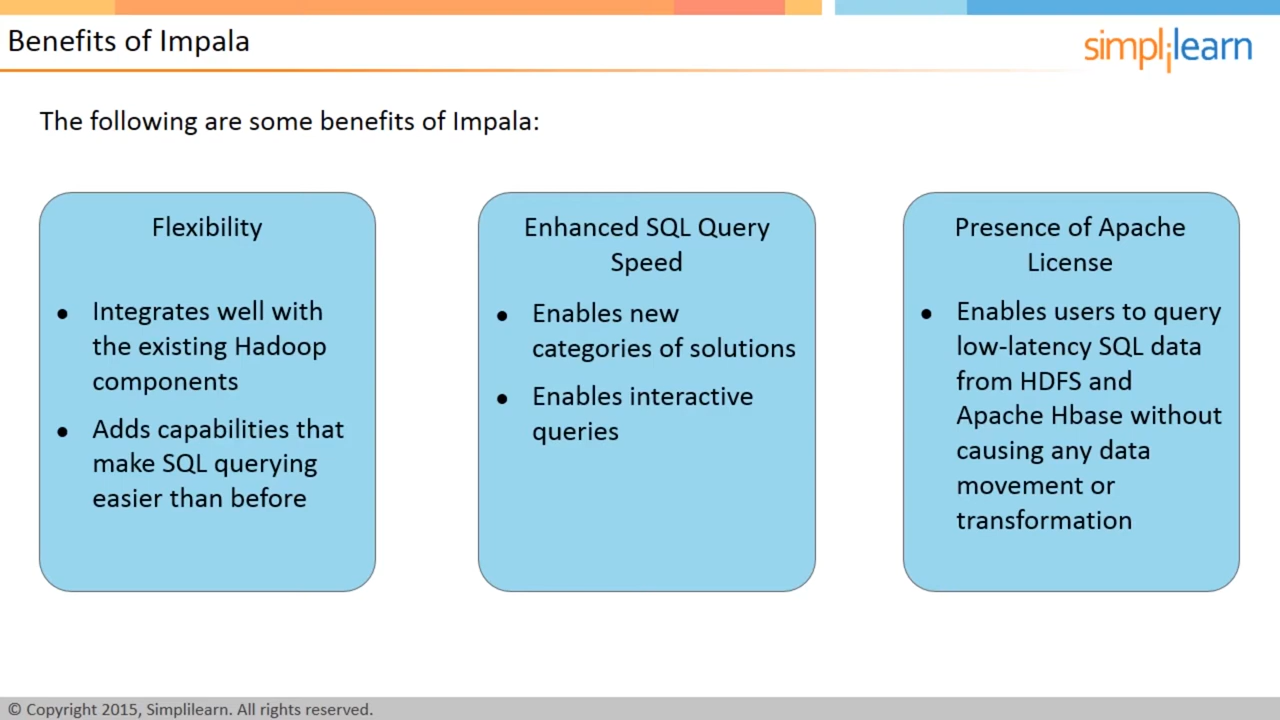 Benefits of Impala
simplilearn
The following are some benefits of Impala:
Flexibility
● Integrates well with
the existing Hadoop
components
● Adds capabilities that
make SQL querying
easier than before
Enhanced SQL Query
Speed
● Enables new
categories of solutions
● Enables interactive
queries
Presence of Apache
License
● Enables users to query
low-latency SQL data
from HDFS and
Apache Hbase without
causing any data
movement or
transformation
© Copyright 2015, Simplilearn. All rights reserved.